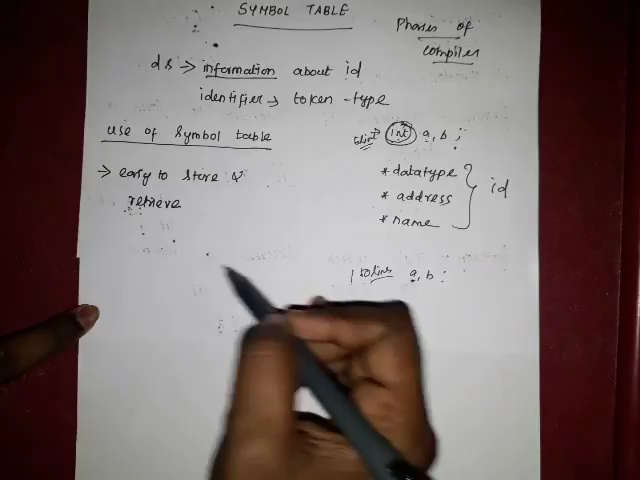 SYMBOL TABLE
Phases of
compiler
ds → information about id
identifier → token - type
use of Symbol table
int a, b ;
→ easy to store &
retrieve
* datatype
* address
* name
id
a, b ;